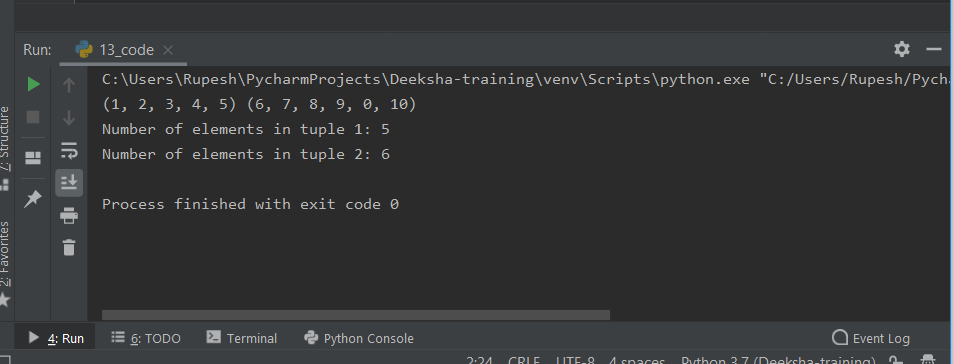 Run: 13_code
C:\Users\Rupesh\PycharmProjects\Deeksha-training\venv\Scripts\python.exe "C:/Users/Rupesh/Pych
(1, 2, 3, 4, 5) (6, 7, 8, 9, 0, 10)
Number of elements in tuple 1: 5
Number of elements in tuple 2: 6
Process finished with exit code 0
7: Structure
2: Favorites
4: Run 6: TODO Terminal Python Console Event Log
2:24 CRLF UTF-8 4 spaces Python 3.7 (Deeksha-training)